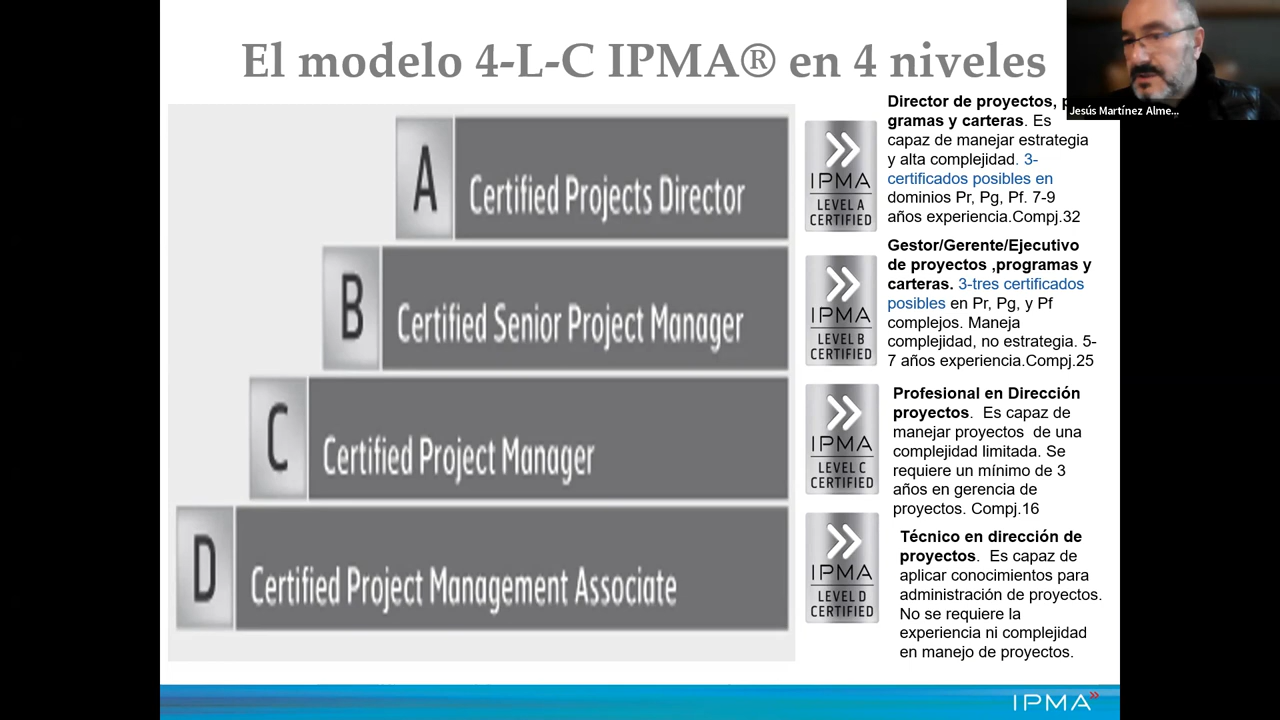 El modelo 4-L-C IPMA® en 4 niveles
Jesús Martínez Alme...
A
Certified Projects Director
B
Certified Senior Project Manager
C
Certified Project Manager
D
Certified Project Management Associate
IPMA
LEVEL A
CERTIFIED
Director de proyectos,
gramas y carteras. Es
capaz de manejar estrategia
y alta complejidad. 3-
certificados posibles en
dominios Pr, Pg, Pf. 7-9
años experiencia.Compj.32
IPMA
LEVEL B
CERTIFIED
Gestor/Gerente/Ejecutivo
de proyectos ,programas y
carteras. 3-tres certificados
posibles en Pr, Pg, y Pf
complejos. Maneja
complejidad, no estrategia. 5-
7 años experiencia.Compj.25
IPMA
LEVEL C
CERTIFIED
Profesional en Dirección
proyectos. Es capaz de
manejar proyectos de una
complejidad limitada. Se
requiere un mínimo de 3
años en gerencia de
proyectos. Compj.16
IPMA
LEVEL D
CERTIFIED
Técnico en dirección de
proyectos. Es capaz de
aplicar conocimientos para
administración de proyectos.
No se requiere la
experiencia ni complejidad
en manejo de proyectos.
IPMA